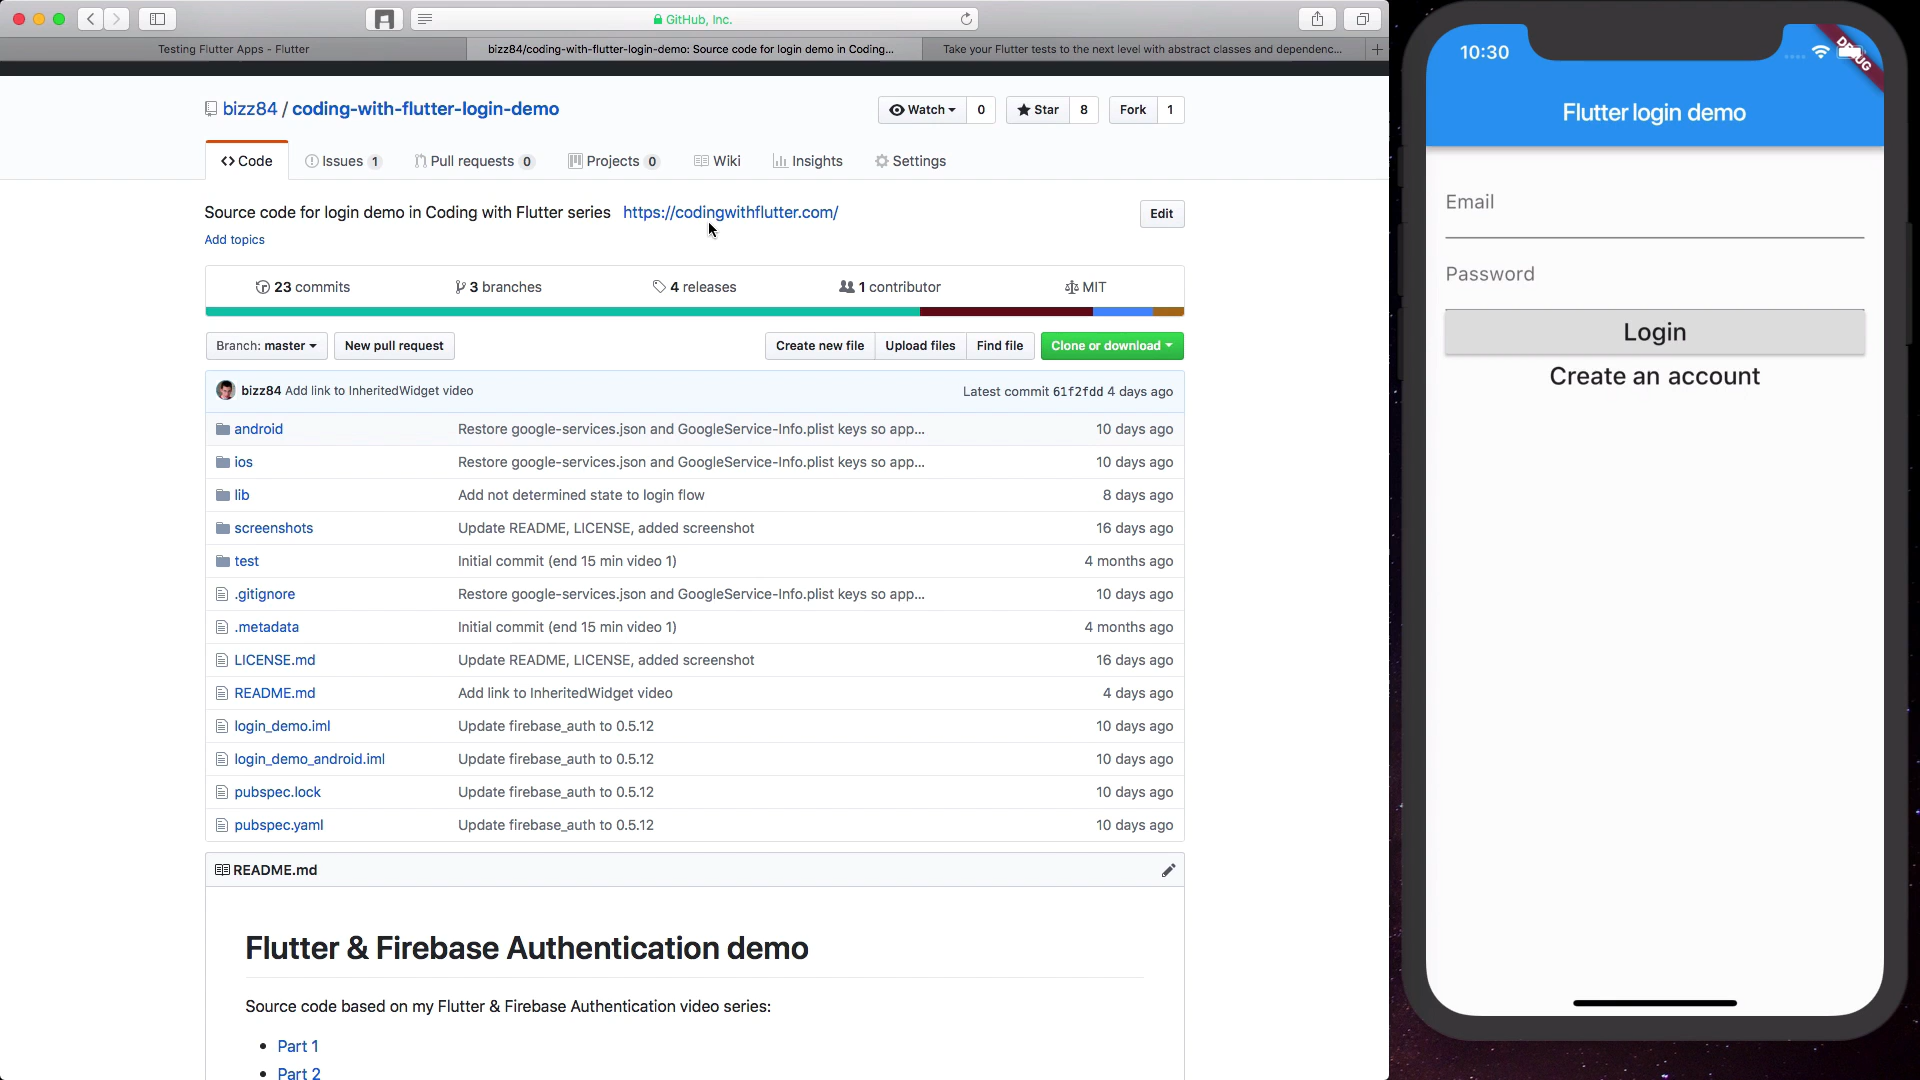 GitHub, Inc.
Testing Flutter Apps - Flutter
bizz84/coding-with-flutter-login-demo: Source code for login demo in Coding...
Take your Flutter tests to the next level with abstract classes and dependenc...
bizz84 / coding-with-flutter-login-demo
Watch 0
Star 8
Fork 1
Code
Issues 1
Pull requests 0
Projects 0
Wiki
Insights
Settings
Source code for login demo in Coding with Flutter series https://codingwithflutter.com/
Edit
Add topics
23 commits
3 branches
4 releases
1 contributor
MIT
Branch: master
New pull request
Create new file
Upload files
Find file
Clone or download
bizz84 Add link to InheritedWidget video
Latest commit 61f2fdd 4 days ago
android Restore google-services.json and GoogleService-Info.plist keys so app... 10 days ago
ios Restore google-services.json and GoogleService-Info.plist keys so app... 10 days ago
lib Add not determined state to login flow 8 days ago
screenshots Update README, LICENSE, added screenshot 16 days ago
test Initial commit (end 15 min video 1) 4 months ago
.gitignore Restore google-services.json and GoogleService-Info.plist keys so app... 10 days ago
.metadata Initial commit (end 15 min video 1) 4 months ago
LICENSE.md Update README, LICENSE, added screenshot 16 days ago
README.md Add link to InheritedWidget video 4 days ago
login_demo.iml Update firebase_auth to 0.5.12 10 days ago
login_demo_android.iml Update firebase_auth to 0.5.12 10 days ago
pubspec.lock Update firebase_auth to 0.5.12 10 days ago
pubspec.yaml Update firebase_auth to 0.5.12 10 days ago
README.md
Flutter & Firebase Authentication demo
Source code based on my Flutter & Firebase Authentication video series:
Part 1
Part 2
10:30
DEBUG
Flutter login demo
Email
Password
Login
Create an account